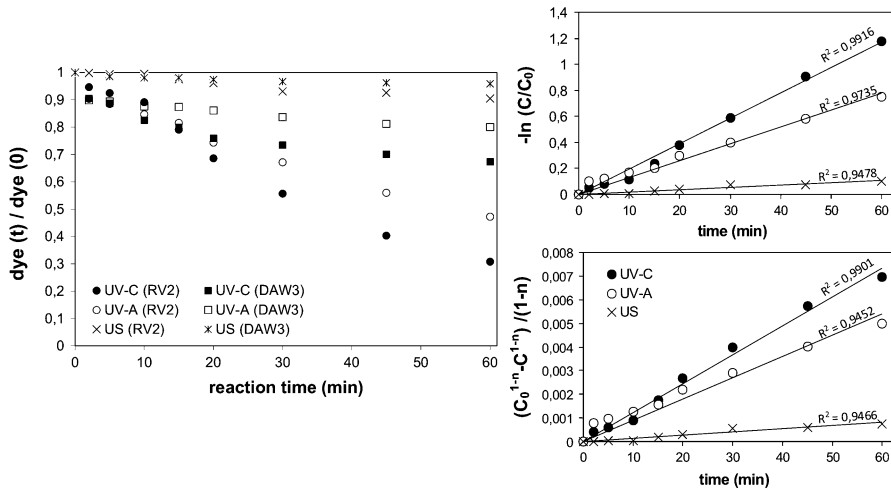 dye (t) / dye (0)
1
0,9
0,8
0,7
0,6
0,5
0,4
0,3
0,2
0,1
0
UV-C (RV2)
UV-C (DAW3)
UV-A (RV2)
UV-A (DAW3)
US (RV2)
US (DAW3)
0 10 20 30 40 50 60
reaction time (min)
-ln (C/C₀)
1,4
1,2
1
0,8
0,6
0,4
0,2
0
R² = 0,9916
R² = 0,9735
R² = 0,9478
0 10 20 30 40 50 60
time (min)
(C₀¹⁻ⁿ-C¹⁻ⁿ) /(1-n)
0,008
0,007
0,006
0,005
0,004
0,003
0,002
0,001
0
UV-C
UV-A
US
R² = 0,9901
R² = 0,9452
R² = 0,9466
0 10 20 30 40 50 60
time (min)